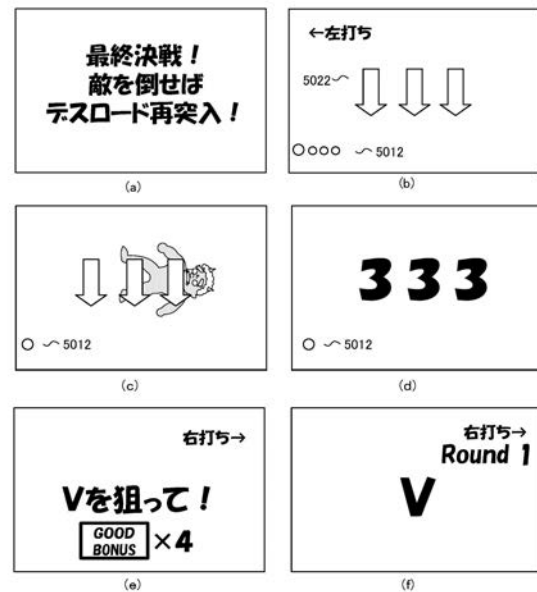 最終決戦！
敵を倒せば
デスロード再突入！
(a)
←左打ち
5022
5012
(b)
5012
(c)
333
5012
(d)
右打ち→
Vを狙って！
GOOD
BONUS
×4
(e)
右打ち→
Round 1
V
(f)